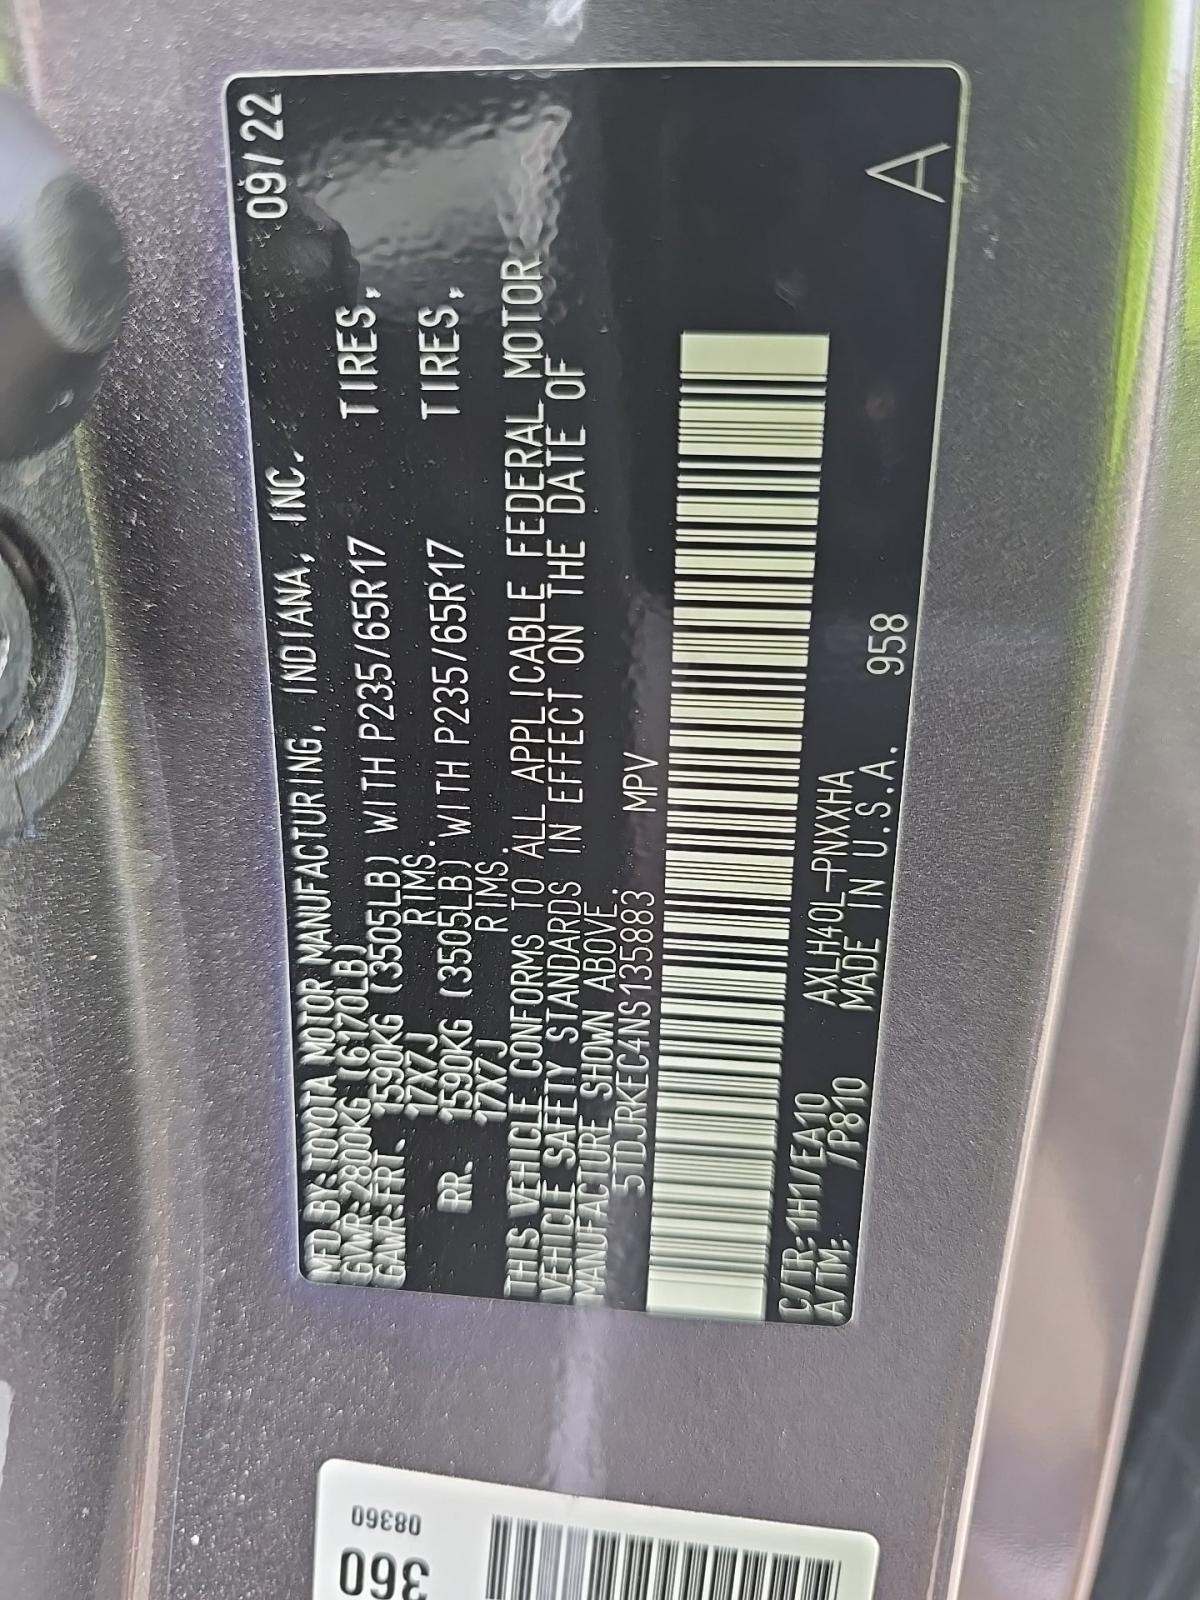 MFD BY: TOYOTA MOTOR MANUFACTURING, INDIANA, INC. 09/22
GVWR: 2800KG (6170LB)
GAWR: FRT. 1590KG (3505LB) WITH P235/65R17 TIRES,
17X7J RIMS.
RR. 1590KG (3505LB) WITH P235/65R17 TIRES,
17X7J RIMS.
THIS VEHICLE CONFORMS TO ALL APPLICABLE FEDERAL MOTOR
VEHICLE SAFETY STANDARDS IN EFFECT ON THE DATE OF
MANUFACTURE SHOWN ABOVE.
5TDJRKEC4NS135883 MPV
C/TR: 1H1/EA10 AXLH40L-PNXXHA
A/TM: /P810 MADE IN U.S.A. 958 A
08360
360